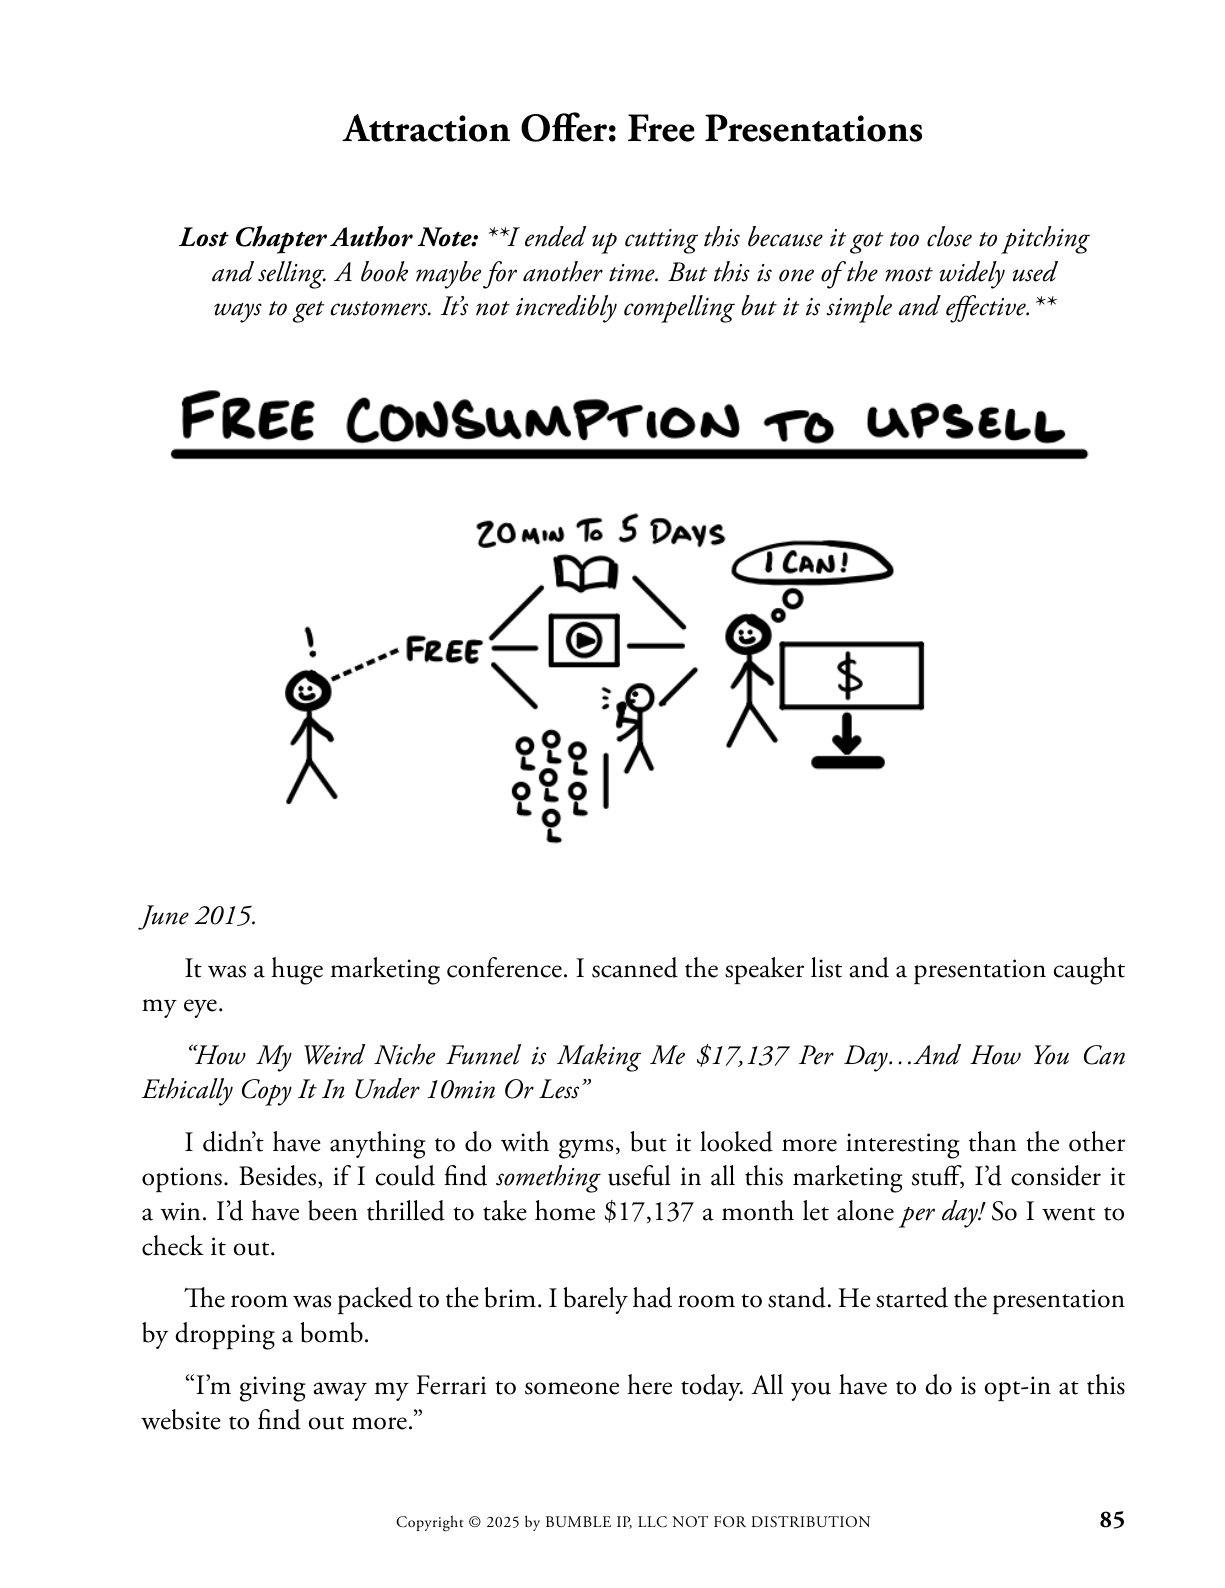 Attraction Offer: Free Presentations
Lost Chapter Author Note: **I ended up cutting this because it got too close to pitching
and selling. A book maybe for another time. But this is one of the most widely used
ways to get customers. It’s not incredibly compelling but it is simple and effective.**
FREE CONSUMPTION TO UPSELL
20 MIN TO 5 DAYS
I CAN!
!
FREE
$
June 2015.
It was a huge marketing conference. I scanned the speaker list and a presentation caught
my eye.
“How My Weird Niche Funnel is Making Me $17,137 Per Day…And How You Can
Ethically Copy It In Under 10min Or Less”
I didn’t have anything to do with gyms, but it looked more interesting than the other
options. Besides, if I could find something useful in all this marketing stuff, I’d consider it
a win. I’d have been thrilled to take home $17,137 a month let alone per day! So I went to
check it out.
The room was packed to the brim. I barely had room to stand. He started the presentation
by dropping a bomb.
“I’m giving away my Ferrari to someone here today. All you have to do is opt-in at this
website to find out more.”
Copyright © 2025 by BUMBLE IP, LLC NOT FOR DISTRIBUTION
85